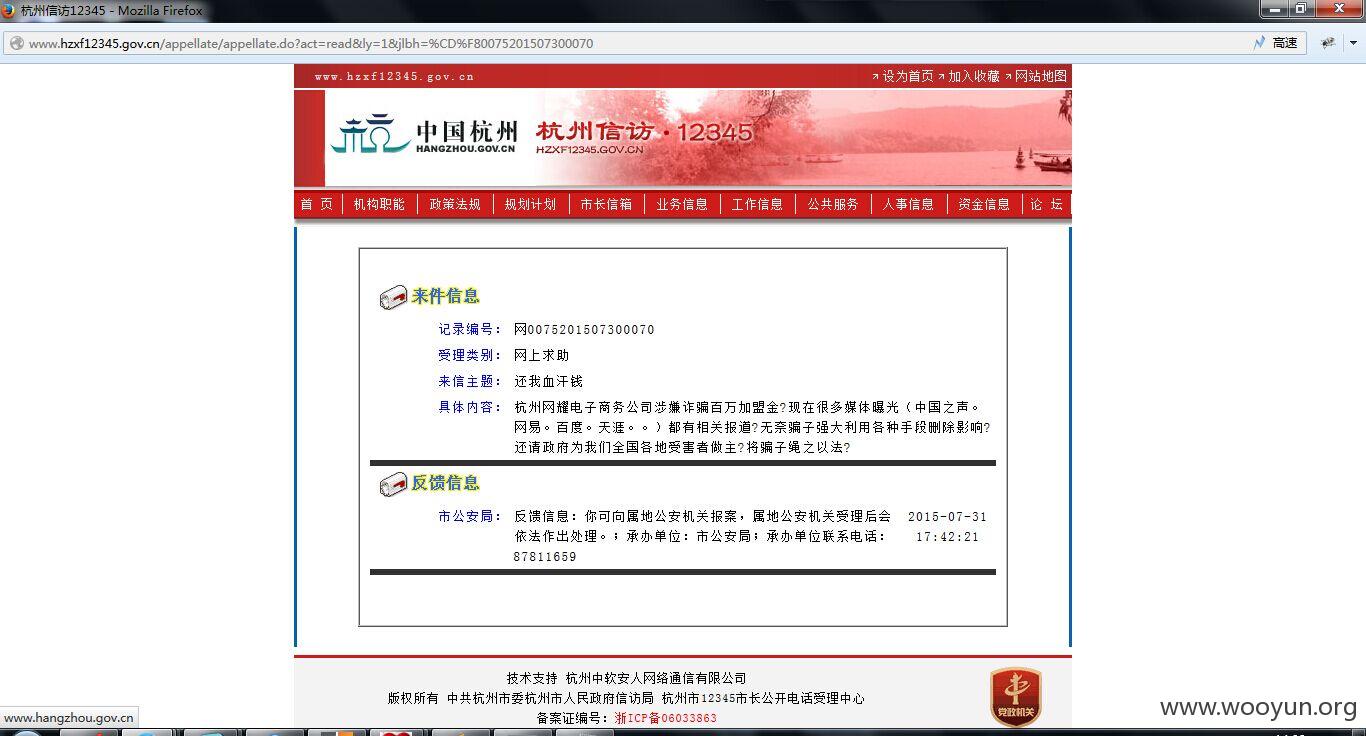 杭州信访12345 - Mozilla Firefox
www.hzxf12345.gov.cn/appellate/appellate.do?act=read&ly=1&jlbh=%CD%F80075201507300070
高速
www.hzxf12345.gov.cn
设为首页 加入收藏 网站地图
中国杭州 杭州信访·12345
HANGZHOU.GOV.CN HZXF12345.GOV.CN
首 页 机构职能 政策法规 规划计划 市长信箱 业务信息 工作信息 公共服务 人事信息 资金信息 论 坛
来件信息
记录编号： 网0075201507300070
受理类别： 网上求助
来信主题： 还我血汗钱
具体内容： 杭州网耀电子商务公司涉嫌诈骗百万加盟金?现在很多媒体曝光（中国之声。
网易。百度。天涯。。）都有相关报道?无奈骗子强大利用各种手段删除影响?
还请政府为我们全国各地受害者做主?将骗子绳之以法?
反馈信息
市公安局： 反馈信息：你可向属地公安机关报案，属地公安机关受理后会 2015-07-31
依法作出处理。；承办单位：市公安局；承办单位联系电话： 17:42:21
87811659
技术支持 杭州中软安人网络通信有限公司
版权所有 中共杭州市委杭州市人民政府信访局 杭州市12345市长公开电话受理中心
备案证编号：浙ICP备06033863
党政机关
www.hangzhou.gov.cn
www.wooyun.org